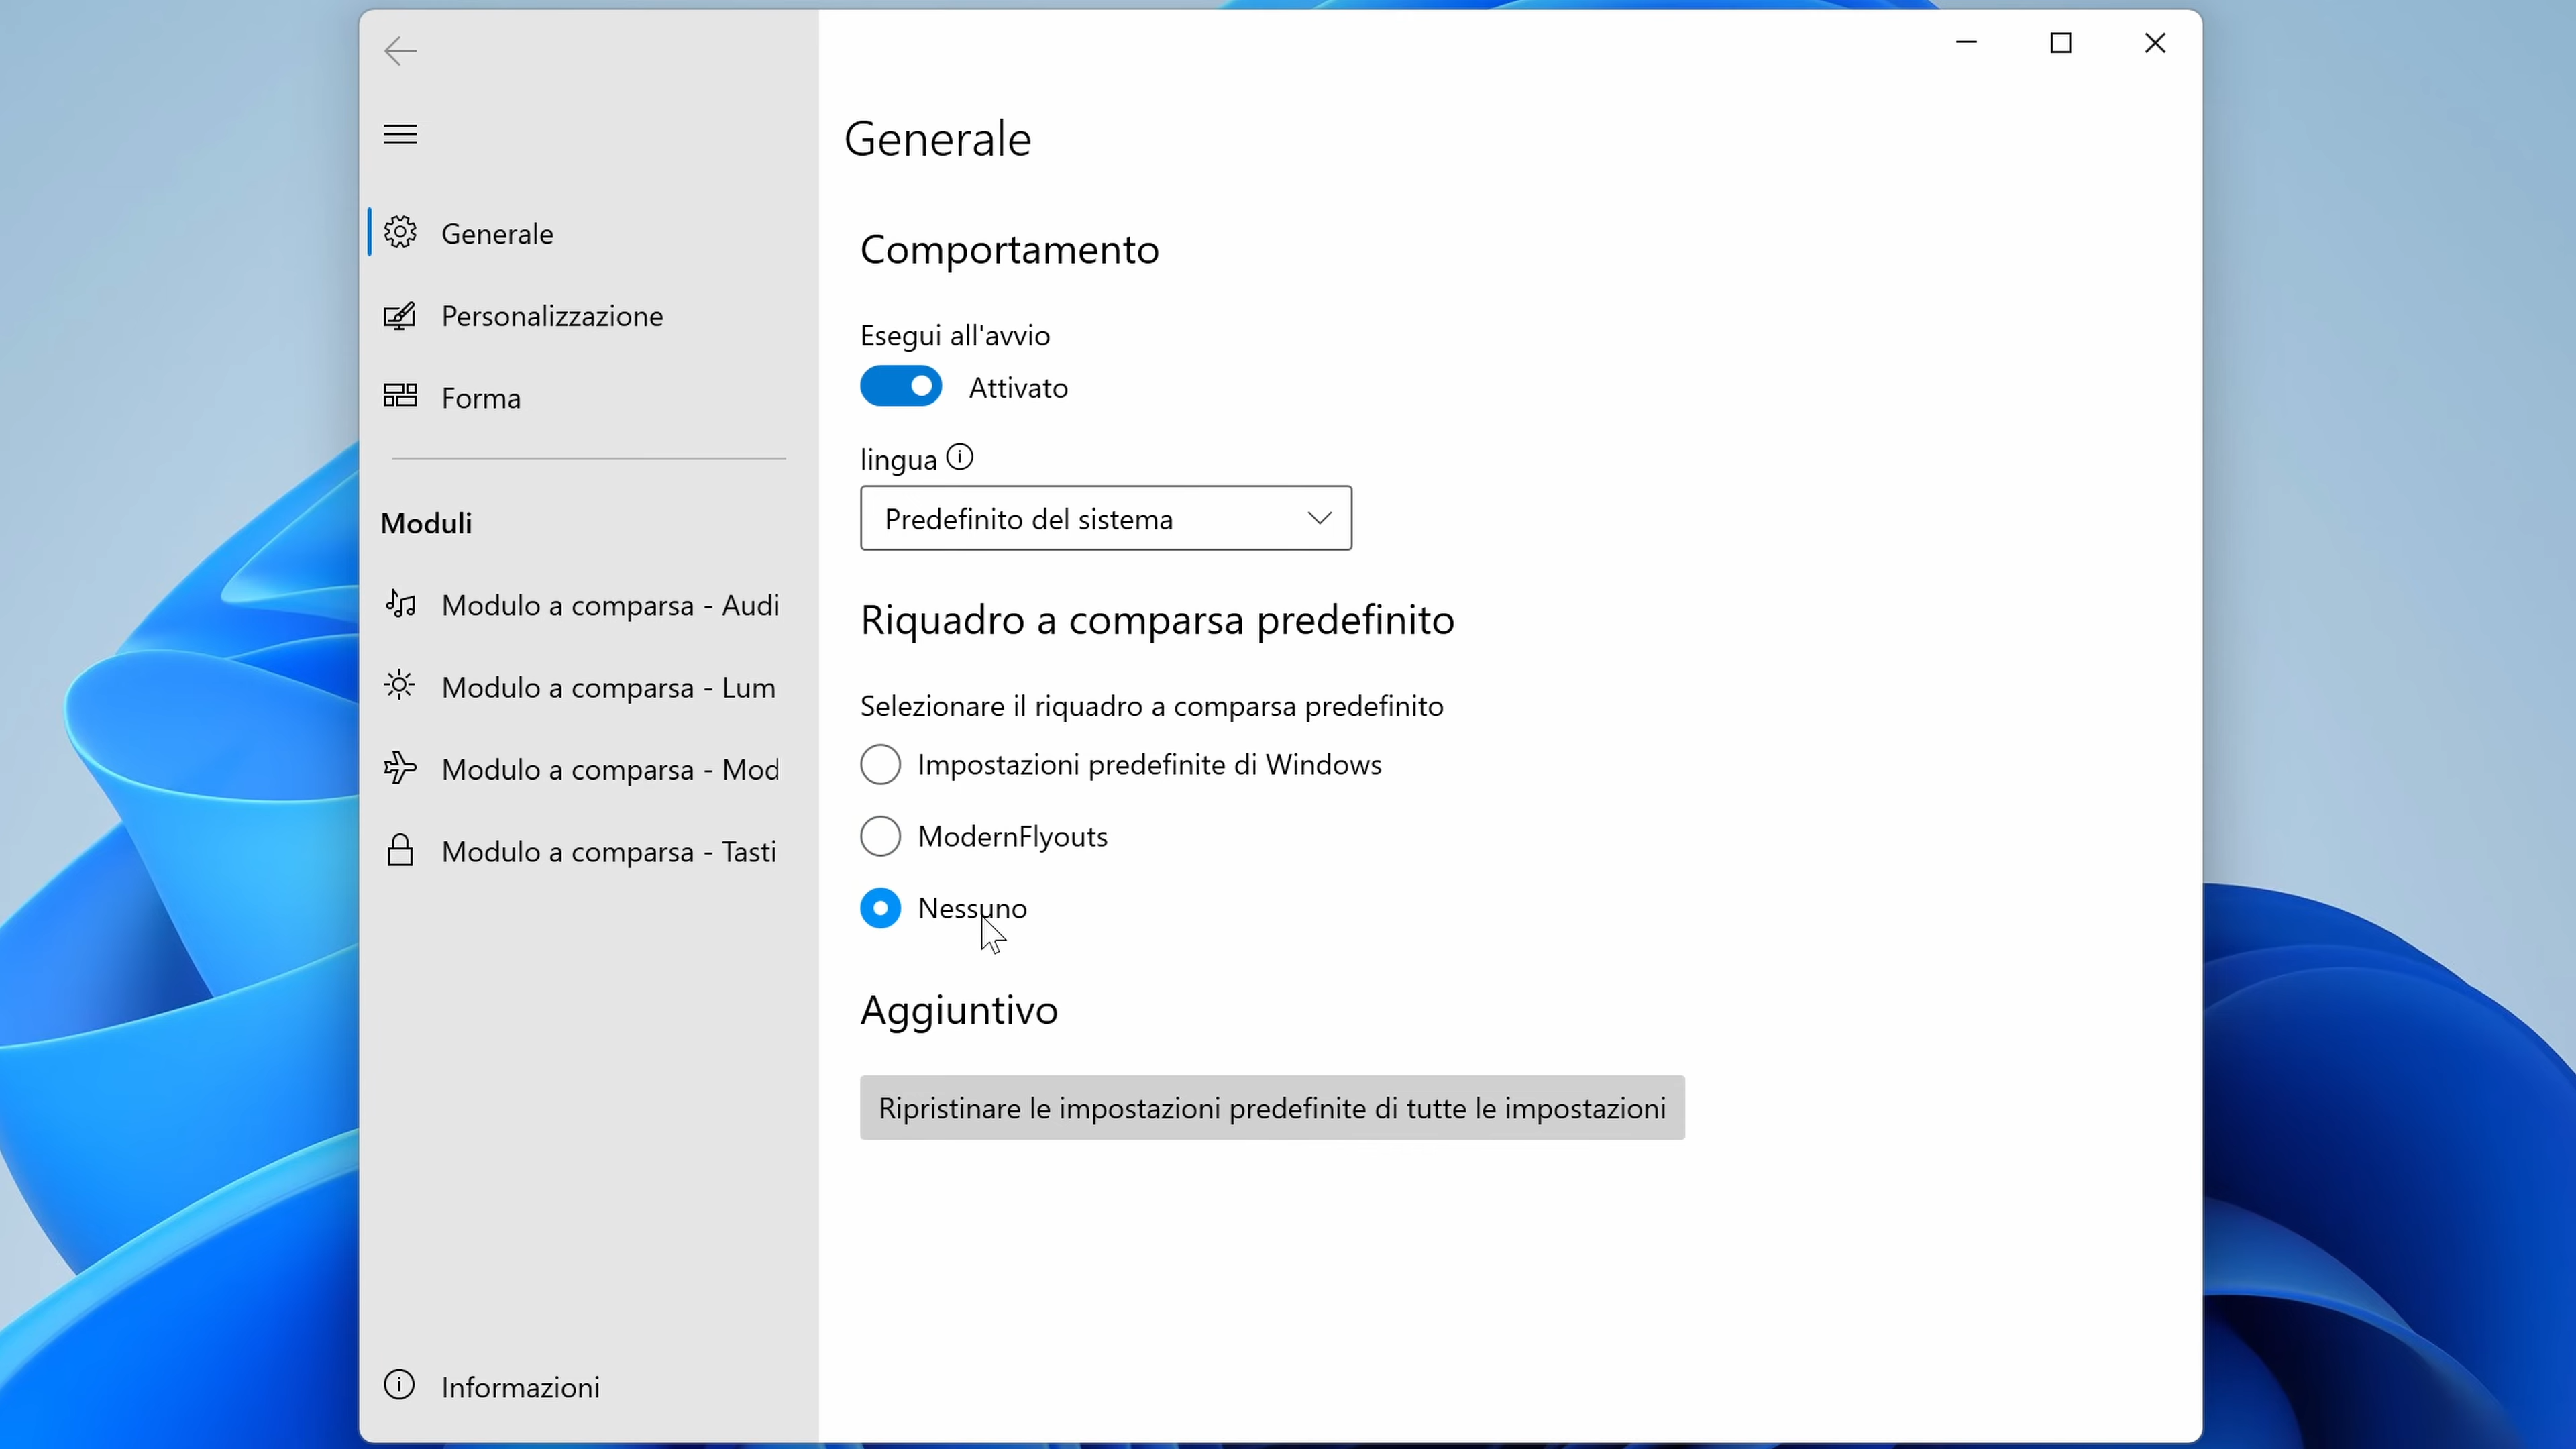 Generale
Personalizzazione
Forma
Moduli
Modulo a comparsa - Audi
Modulo a comparsa - Lum
Modulo a comparsa - Mod
Modulo a comparsa - Tasti
Informazioni
Generale
Comportamento
Esegui all'avvio
Attivato
lingua
Predefinito del sistema
Riquadro a comparsa predefinito
Selezionare il riquadro a comparsa predefinito
Impostazioni predefinite di Windows
ModernFlyouts
Nessuno
Aggiuntivo
Ripristinare le impostazioni predefinite di tutte le impostazioni